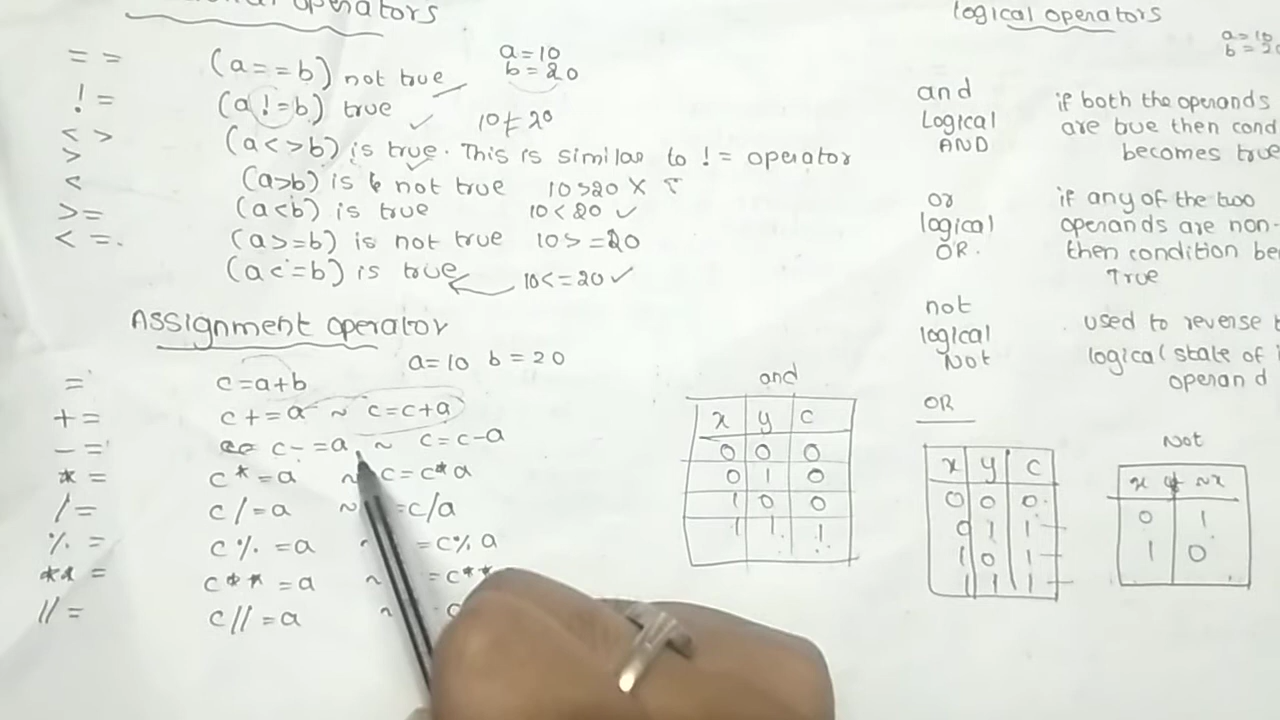 operators
= =
(a==b) not true
a=10
b=20
! =
(a!=b) true
10≠20
< >
(a<>b) is true. This is similar to != operator
>
(a>b) is not true 10>20 ✗
<
(a<b) is true 10<20 ✓
>=
(a>=b) is not true 10>=20
<=.
(a<=b) is true 10<=20 ✓
Assignment operator
a=10 b=20
= c=a+b
+= c+=a ~ c=c+a
-= c-=a ~ c=c-a
*= c*=a ~ c=c*a
/= c/=a ~ =c/a
%= c%=a ~ =c%a
**= c**=a ~ =c**
//= c//=a ~
logical operators
a=10
b=20
and
Logical
AND
if both the operands
are true then cond
becomes true
or
logical
OR.
if any of the two
operands are non-
then condition be
True
not
logical
Not
used to reverse
logical state of
operand
and
x y c
0 0 0
0 1 0
1 0 0
1 1 1
OR
x y c
0 0 0
0 1 1
1 0 1
1 1 1
Not
x ~x
0 1
1 0